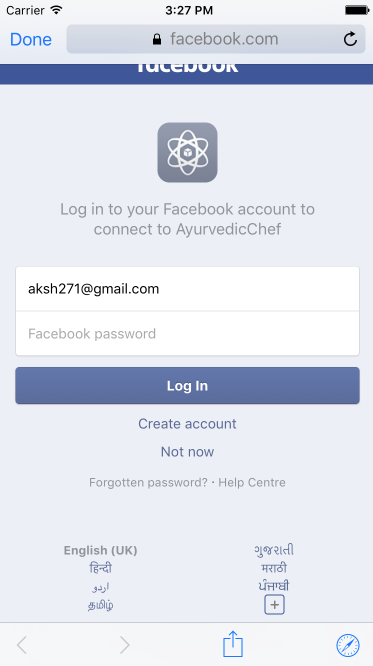 Carrier 3:27 PM
Done facebook.com
facebook
Log in to your Facebook account to
connect to AyurvedicChef
aksh271@gmail.com
Facebook password
Log In
Create account
Not now
Forgotten password? · Help Centre
English (UK) ગુજરાતી
हिन्दी मराठी
اردو ਪੰਜਾਬੀ
தமிழ்